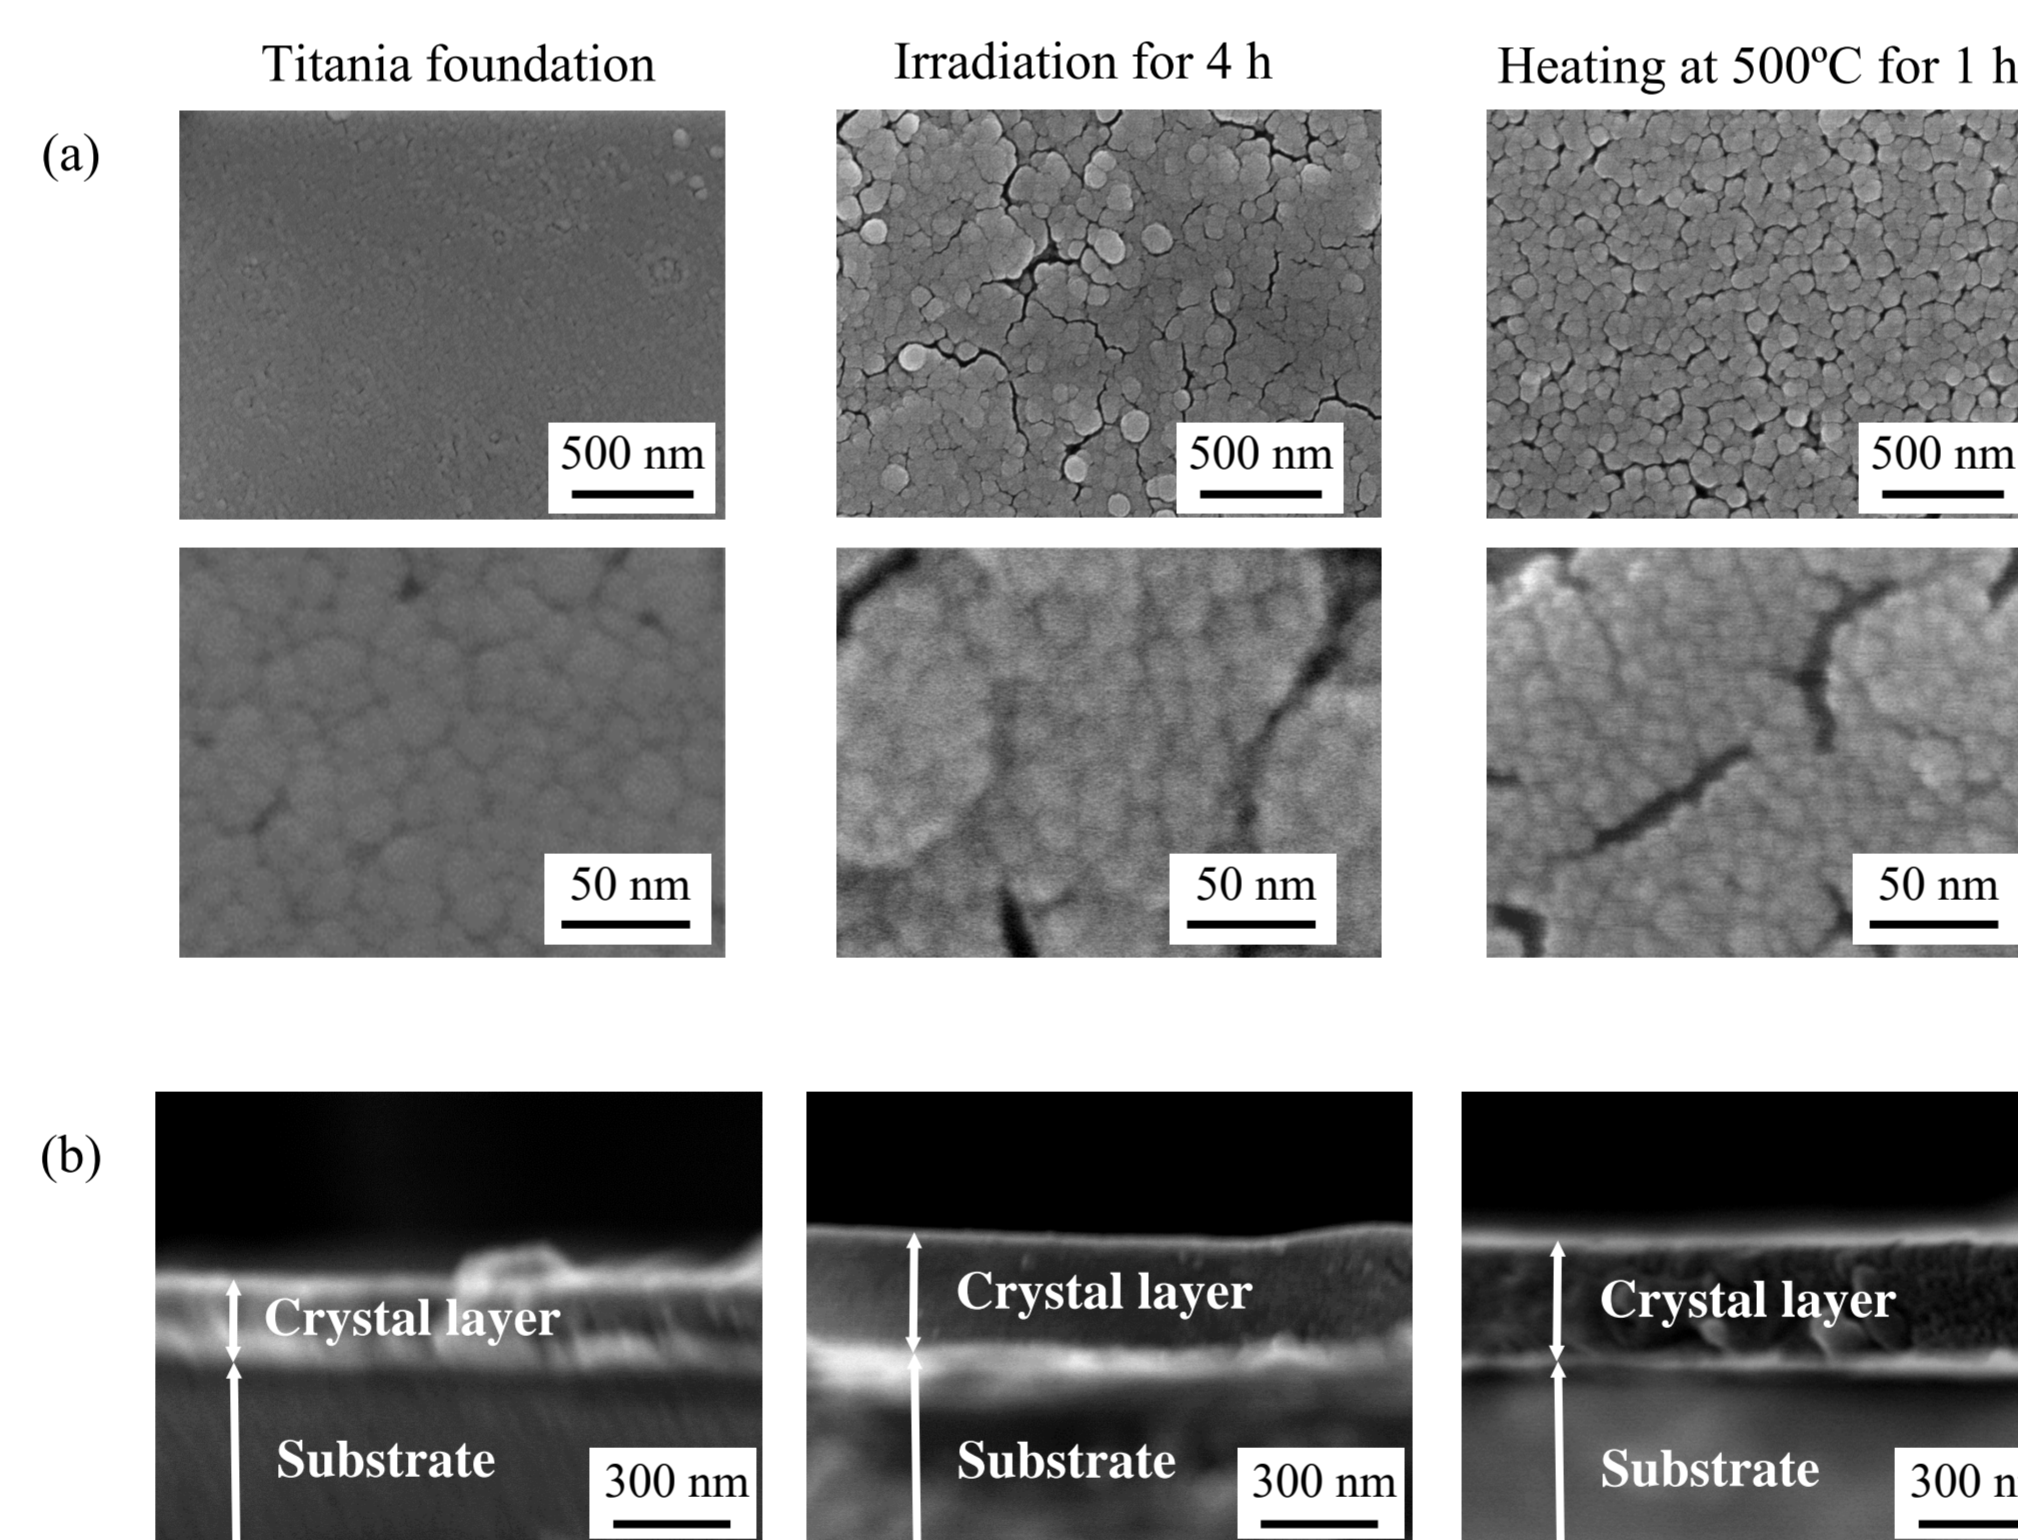 Titania foundation
Irradiation for 4 h
Heating at 500ºC for 1 h
(a)
500 nm
500 nm
500 nm
50 nm
50 nm
50 nm
(b)
Crystal layer
Crystal layer
Crystal layer
Substrate
Substrate
Substrate
300 nm
300 nm
300 n